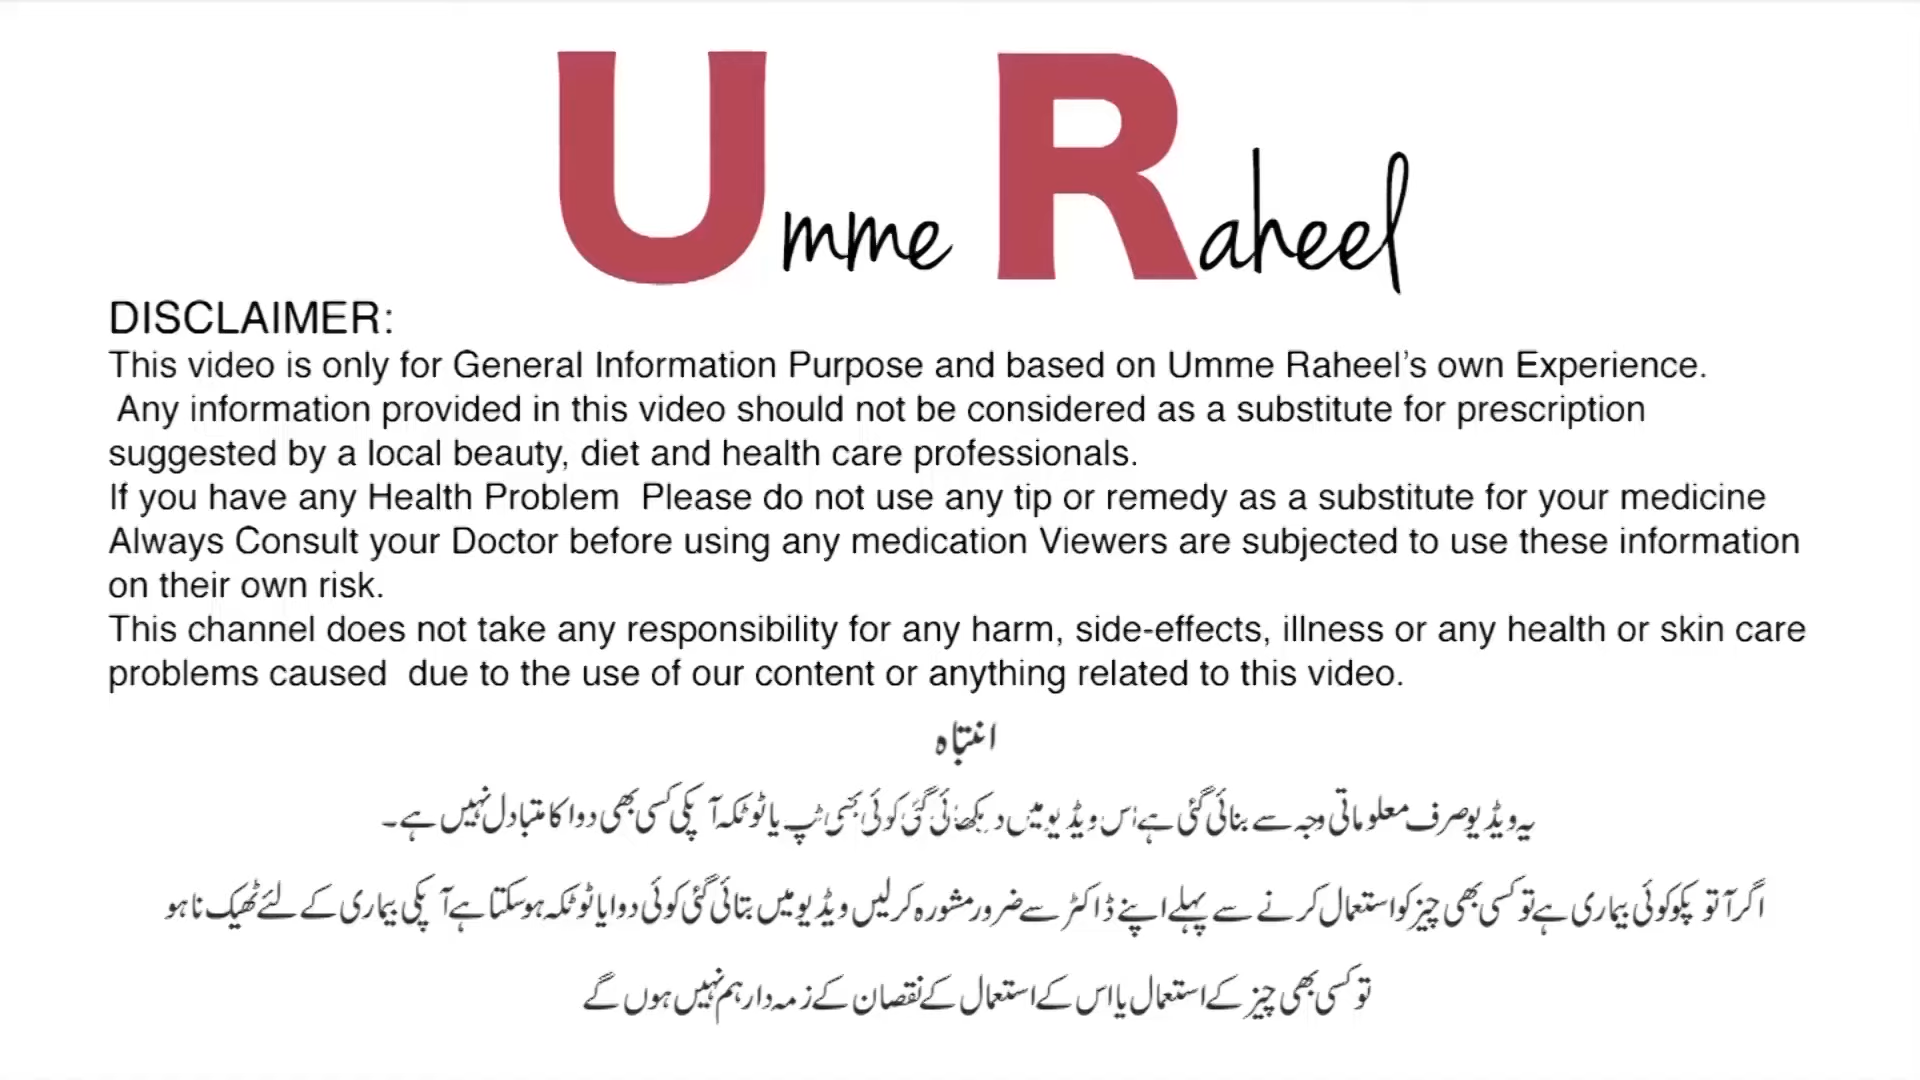 Umme Raheel
DISCLAIMER:
This video is only for General Information Purpose and based on Umme Raheel’s own Experience.
Any information provided in this video should not be considered as a substitute for prescription
suggested by a local beauty, diet and health care professionals.
If you have any Health Problem  Please do not use any tip or remedy as a substitute for your medicine
Always Consult your Doctor before using any medication Viewers are subjected to use these information
on their own risk.
This channel does not take any responsibility for any harm, side-effects, illness or any health or skin care
problems caused  due to the use of our content or anything related to this video.
انتباہ
یہ ویڈیو صرف معلوماتی وجہ سے بنائی گئی ہے اس ویڈیو میں دیکھائی گئی کوئی بھی ٹپ یا ٹوٹکہ آ پکی کسی بھی دوا کا متبادل نہیں ہے۔
اگر آ تو پکو کوئی بیماری ہے تو کسی بھی چیز کو استعمال کرنے سے پہلے اپنے ڈاکٹر سے ضرور مشورہ کر لیں ویڈیو میں بتائی گئی کوئی دوا یا ٹوٹکہ ہو سکتا ہے آ پکی بیماری کے لئے ٹھیک نا ہو
تو کسی بھی چیز کے استعمال یا اس کے استعمال کے نقصان کے زمہ دار ہم نہیں ہوں گے